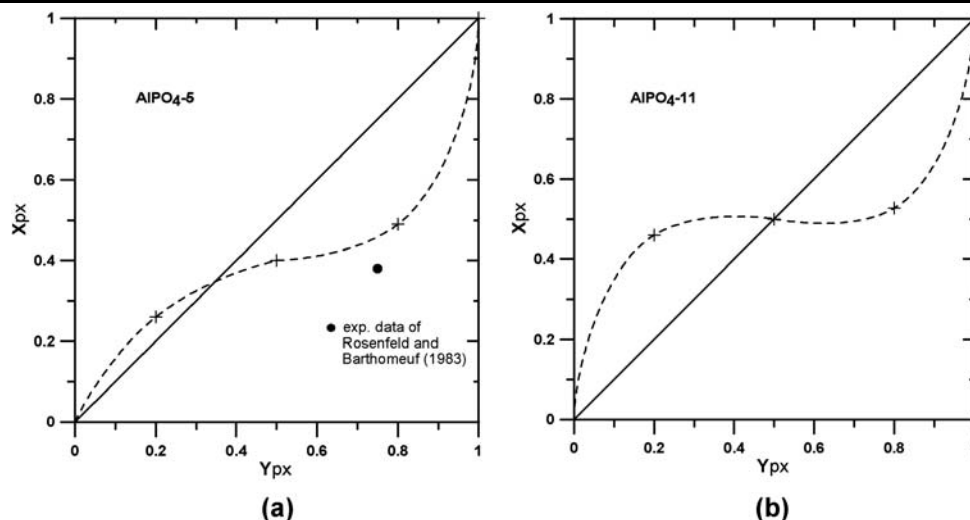 1
0.8
0.6
0.4
0.2
0
Xpx
AlPO4-5
exp. data of
Rosenfeld and
Barthomeuf (1983)
0 0.2 0.4 0.6 0.8 1
Ypx
(a)
1
0.8
0.6
0.4
0.2
0
Xpx
AlPO4-11
0 0.2 0.4 0.6 0.8
Ypx
(b)